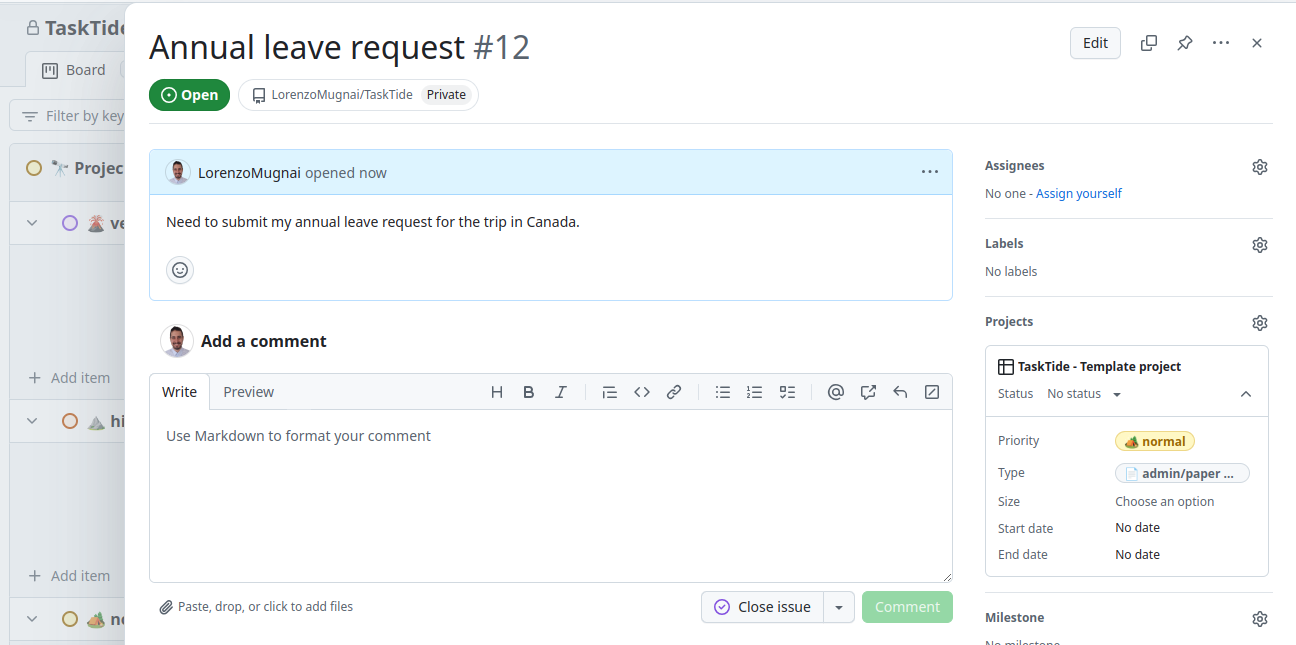 TaskTide
Board
Filter by key
Projec
ve
Add item
hi
Add item
no
Annual leave request #12
Edit
Open
LorenzoMugnai/TaskTide Private
LorenzoMugnai opened now
Need to submit my annual leave request for the trip in Canada.
Add a comment
Write Preview
Use Markdown to format your comment
Paste, drop, or click to add files
Close issue
Comment
Assignees
No one - Assign yourself
Labels
No labels
Projects
TaskTide - Template project
Status No status
Priority normal
Type admin/paper ...
Size Choose an option
Start date No date
End date No date
Milestone
No milestone